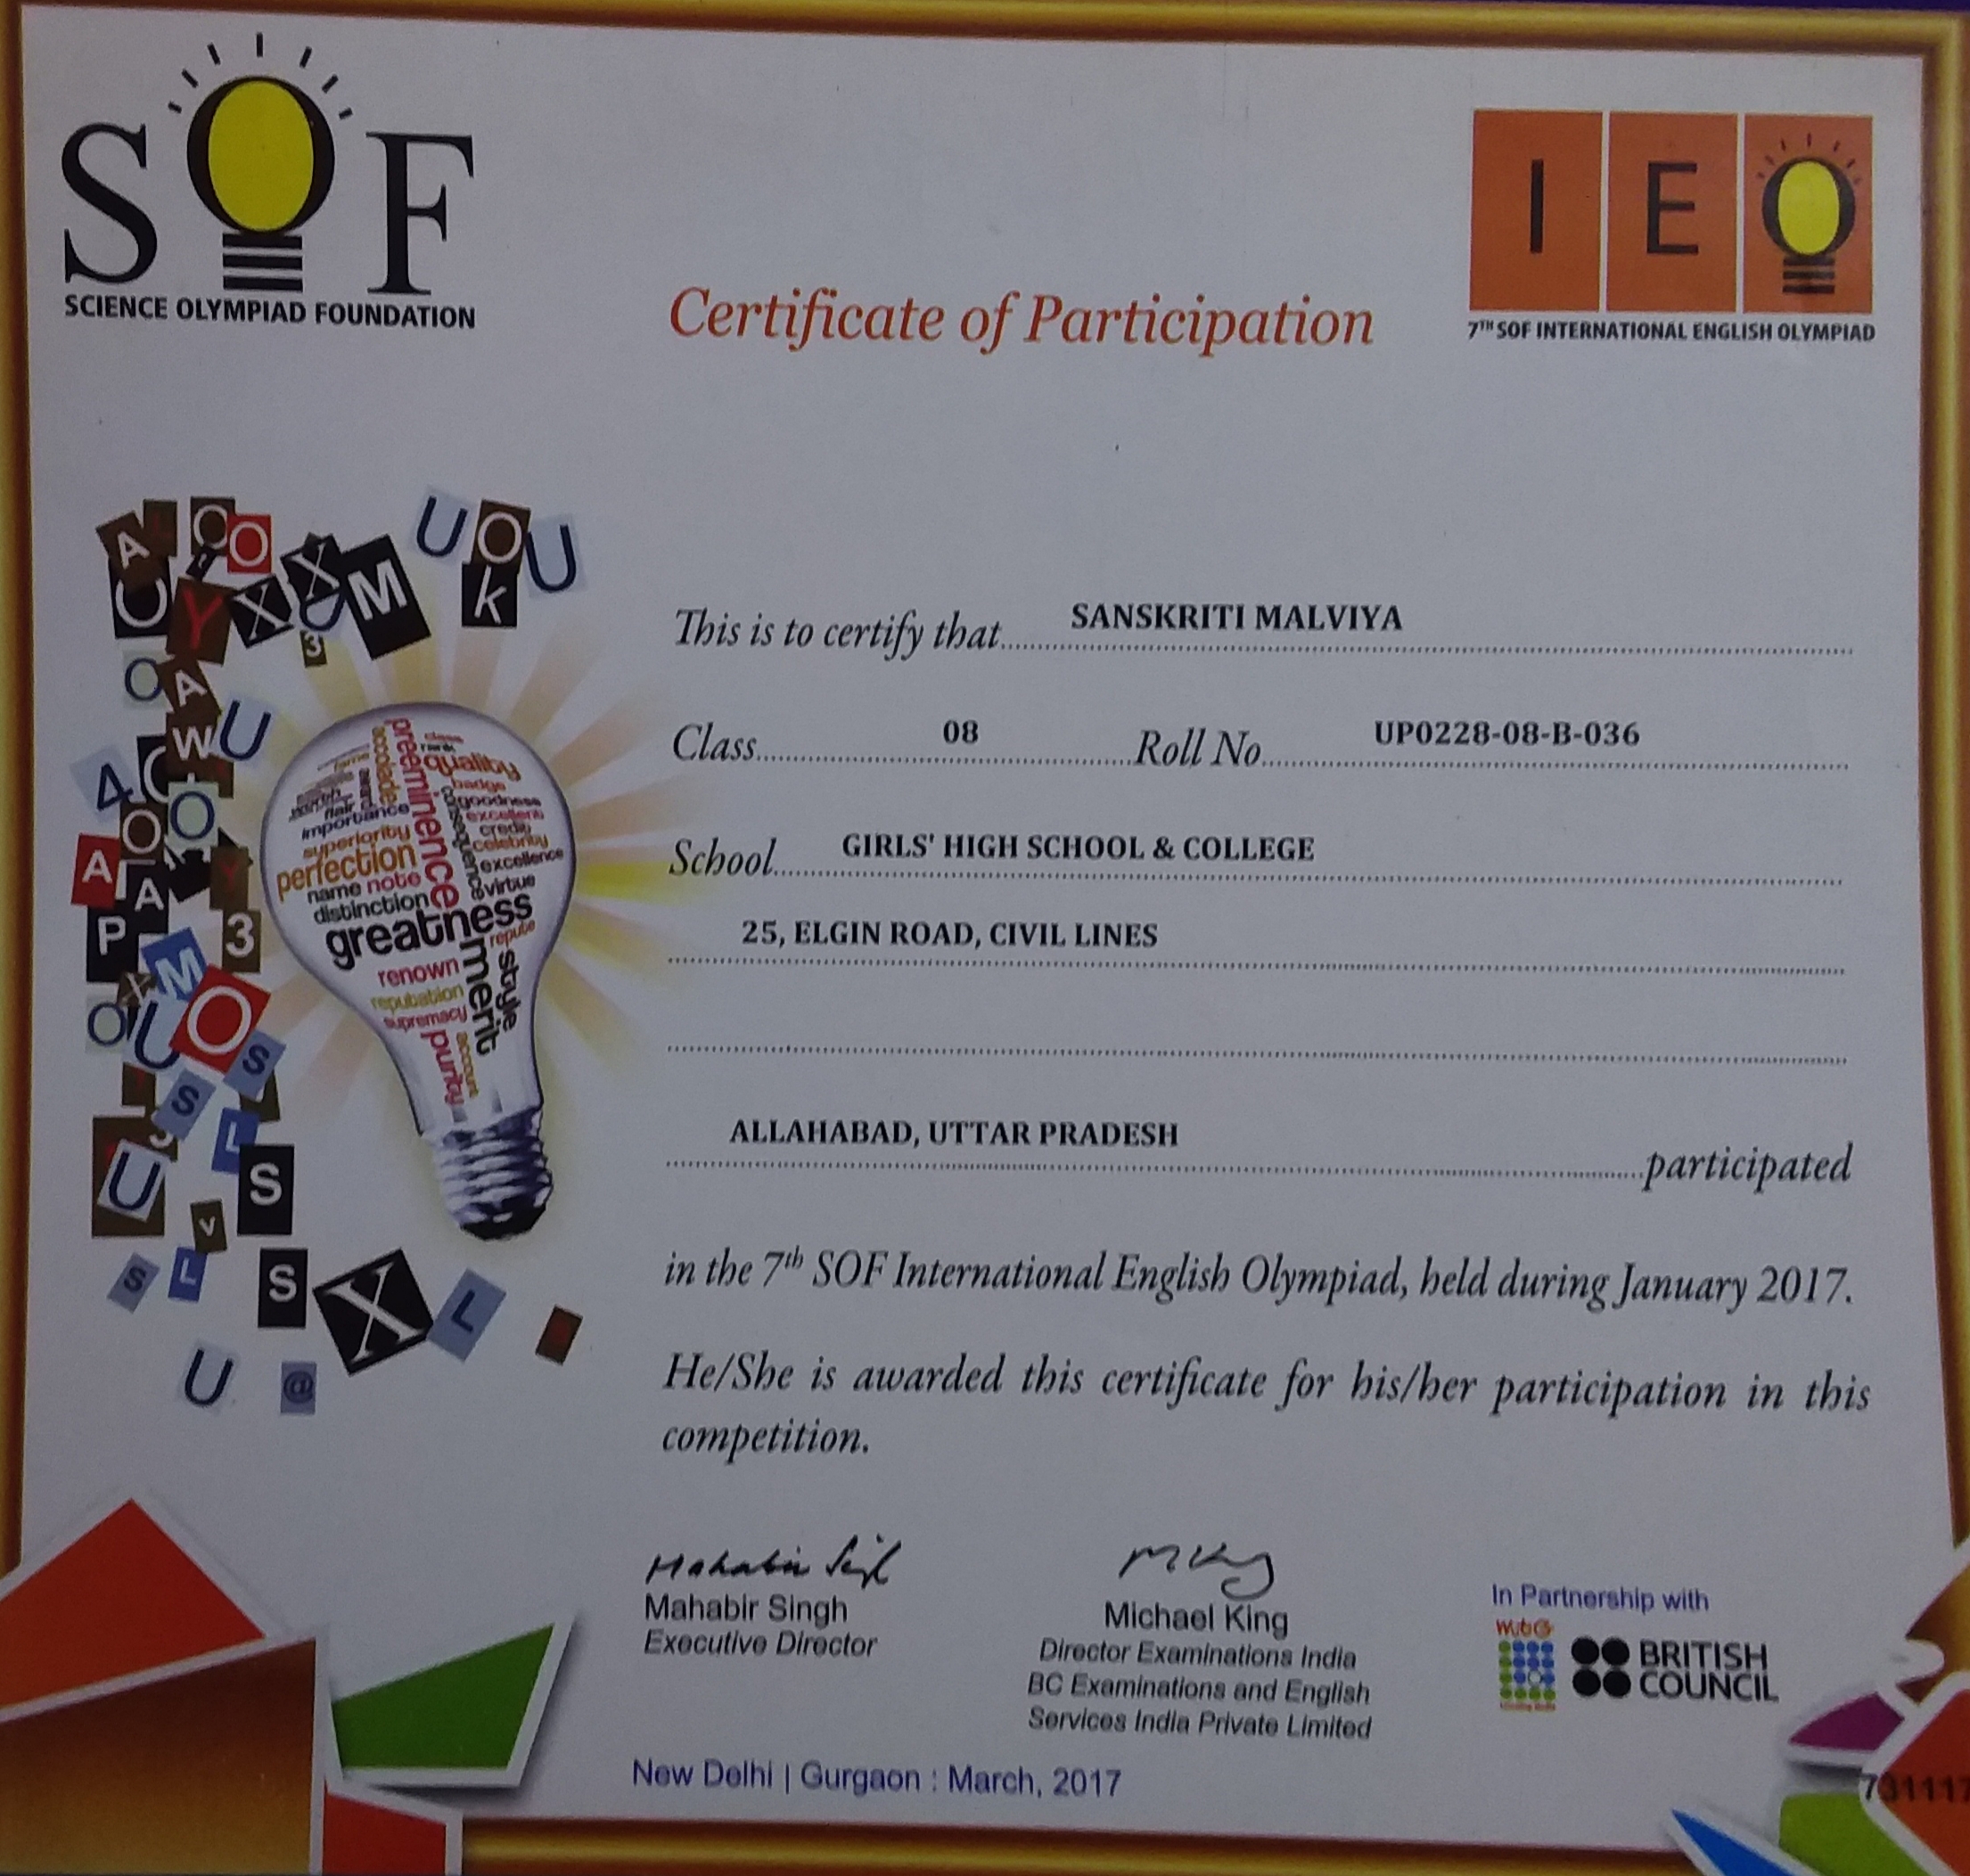 SOF
SCIENCE OLYMPIAD FOUNDATION
IEO
7TH SOF INTERNATIONAL ENGLISH OLYMPIAD
Certificate of Participation
A O O U O U
A X X M k
O Y 3
O A
W U
4 O
O
A A
P 3
M
O U O S
S L
U S
v
S L S X L
U @
preeminence
accolade
quality
badge
goodness
importance
excellent
credit
superiority
celebrity
perfection
excellence
consequence
name note
virtue
distinction
greatness
repute
renown
merit
style
reputation
supremacy
purity
account
This is to certify that SANSKRITI MALVIYA
Class 08 Roll No UP0228-08-B-036
School GIRLS' HIGH SCHOOL & COLLEGE
25, ELGIN ROAD, CIVIL LINES
ALLAHABAD, UTTAR PRADESH participated
in the 7th SOF International English Olympiad, held during January 2017.
He/She is awarded this certificate for his/her participation in this
competition.
Mahabir Singh
Mahabir Singh
Executive Director
MKing
Michael King
Director Examinations India
BC Examinations and English
Services India Private Limited
In Partnership with
BRITISH
COUNCIL
New Delhi | Gurgaon : March, 2017
731117